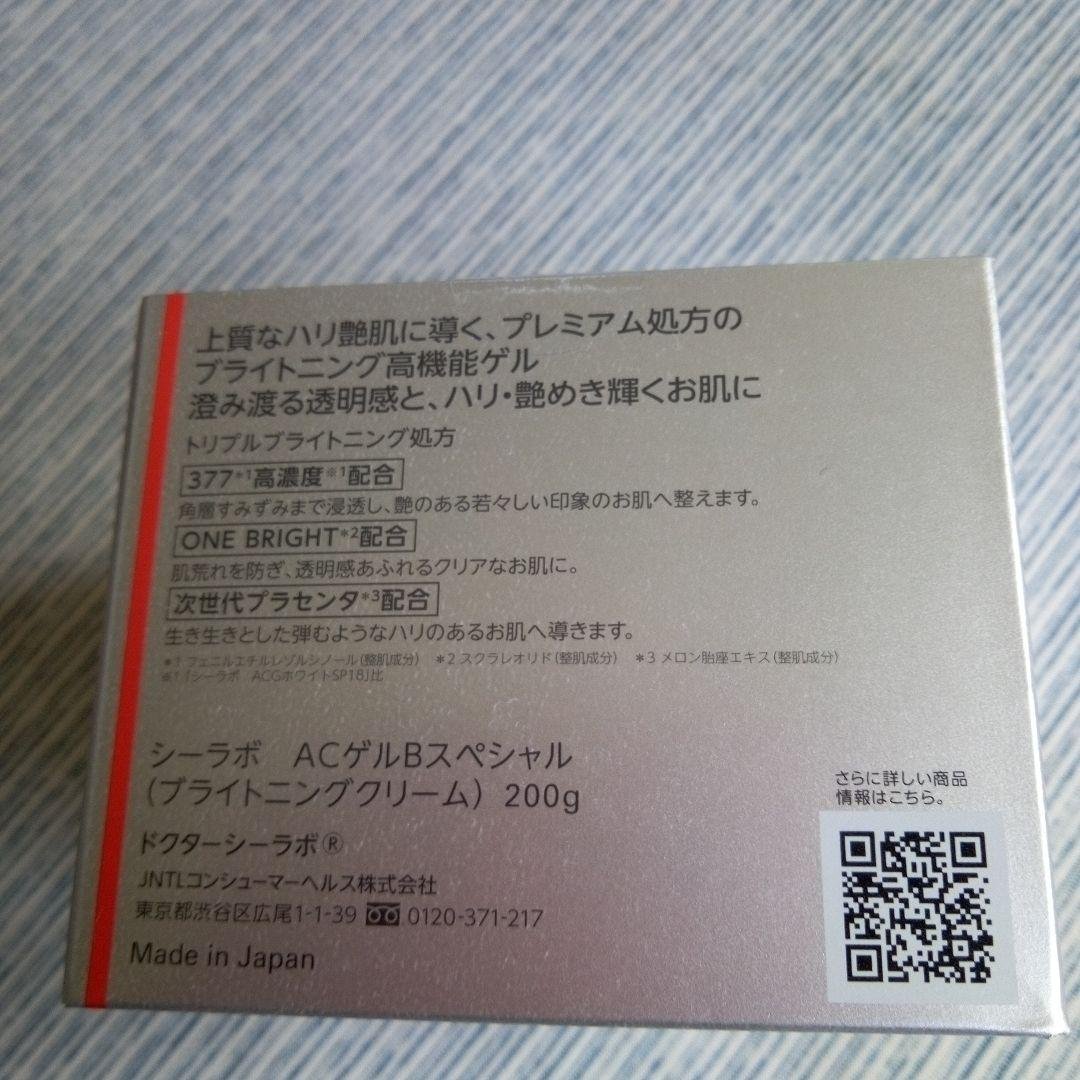 上質なハリ艶肌に導く、プレミアム処方の
ブライトニング高機能ゲル
澄み渡る透明感と、ハリ・艶めき輝くお肌に
トリプルブライトニング処方
377*1高濃度※1配合
角層すみずみまで浸透し、艶のある若々しい印象のお肌へ整えます。
ONE BRIGHT*2配合
肌荒れを防ぎ、透明感あふれるクリアなお肌に。
次世代プラセンタ*3配合
生き生きとした弾むようなハリのあるお肌へ導きます。
*1 フェニルエチルレゾルシノール(整肌成分) *2 スクラレオリド(整肌成分) *3 メロン胎座エキス(整肌成分)
※1「シーラボ ACGホワイトSP18」比
シーラボ ACゲルBスペシャル
(ブライトニングクリーム) 200g
ドクターシーラボ®
JNTLコンシューマーヘルス株式会社
東京都渋谷区広尾1-1-39 0120-371-217
Made in Japan
さらに詳しい商品
情報はこちら。